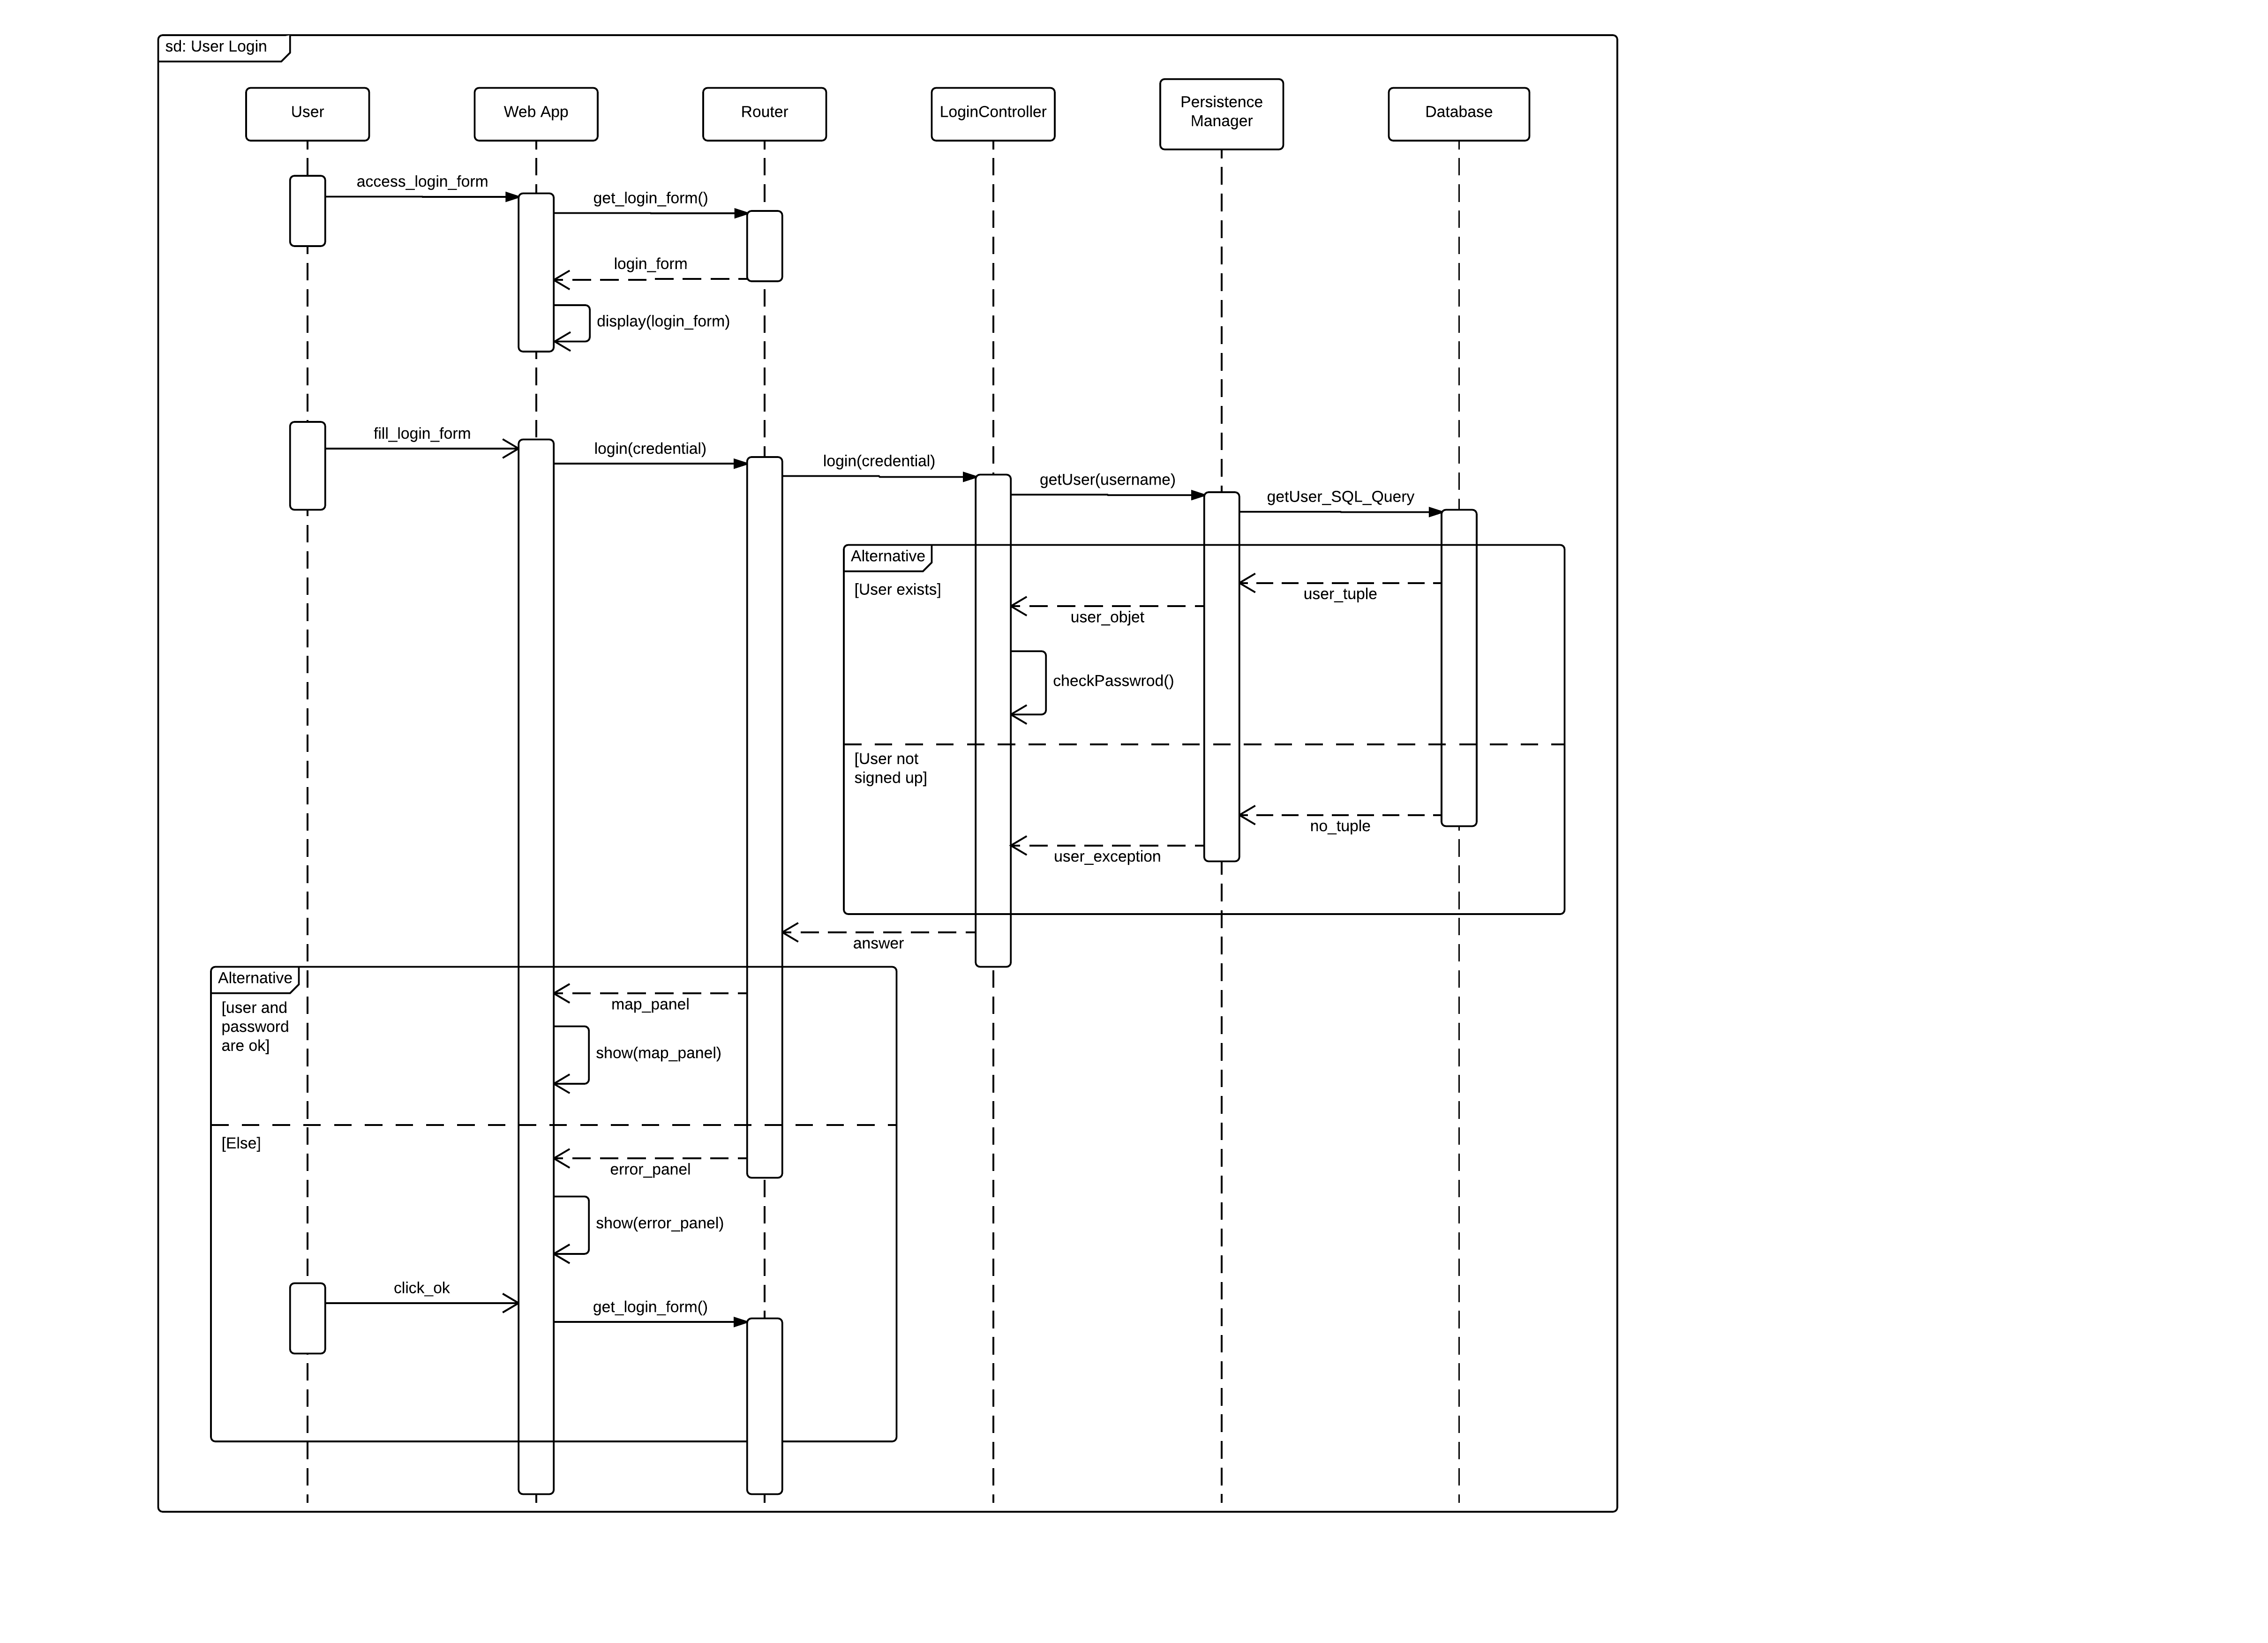 sd: User Login
User
Web App
Router
LoginController
Persistence
Manager
Database
access_login_form
get_login_form()
login_form
display(login_form)
fill_login_form
login(credential)
login(credential)
getUser(username)
getUser_SQL_Query
Alternative
[User exists]
user_tuple
user_objet
checkPasswrod()
[User not
signed up]
no_tuple
user_exception
answer
Alternative
[user and
password
are ok]
map_panel
show(map_panel)
[Else]
error_panel
show(error_panel)
click_ok
get_login_form()